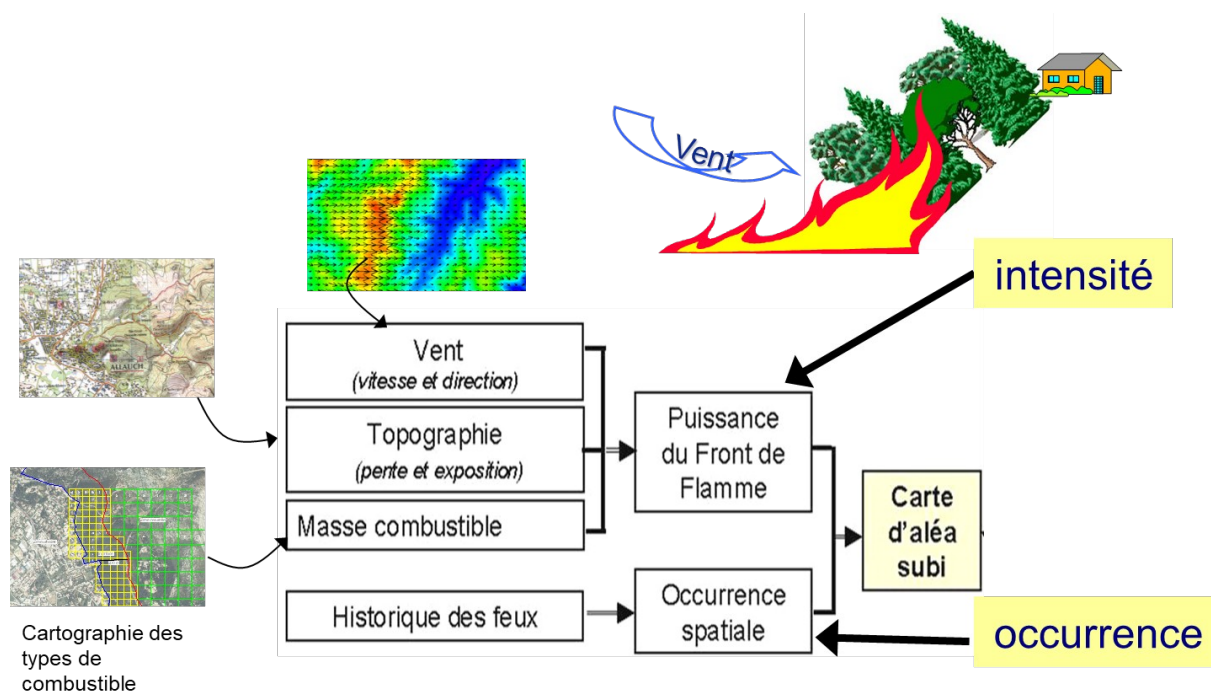 Vent
intensité
ALLAUCH
Vent
(vitesse et direction)
Topographie
(pente et exposition)
Masse combustible
Historique des feux
Puissance
du Front de
Flamme
Occurrence
spatiale
Carte
d'aléa
subi
occurrence
Cartographie des
types de
combustible